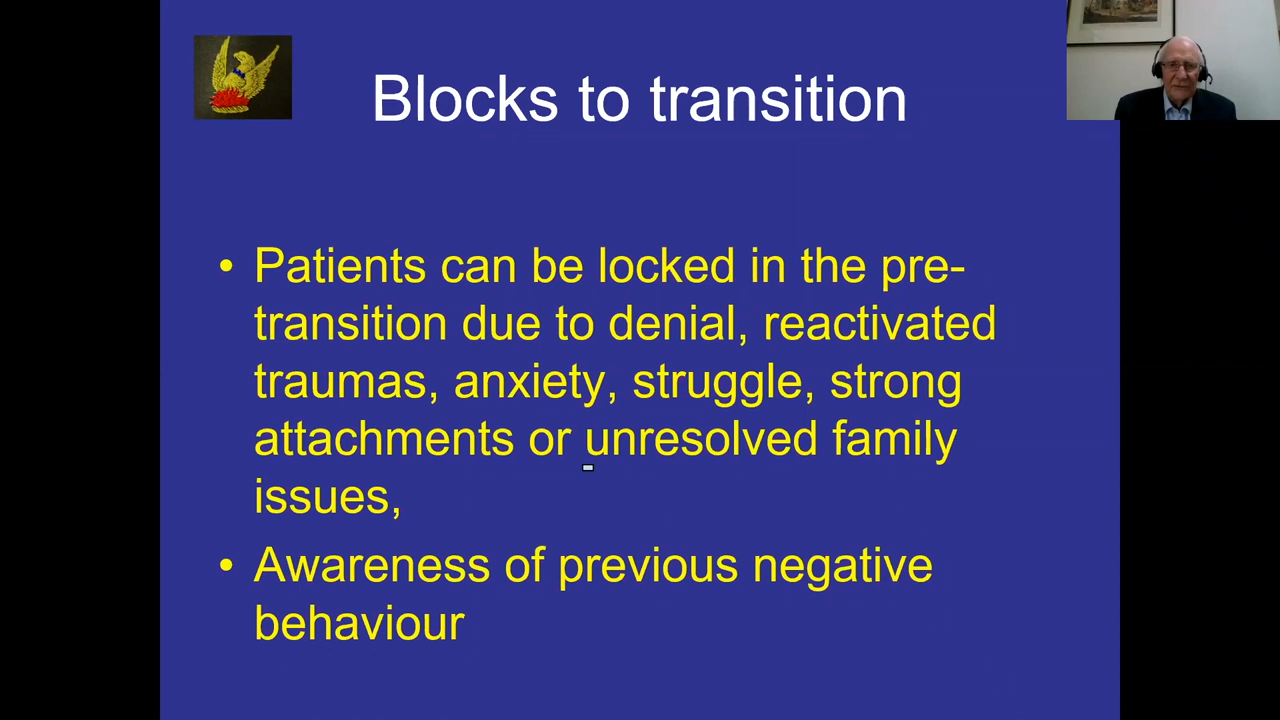 Blocks to transition
• Patients can be locked in the pre-
transition due to denial, reactivated
traumas, anxiety, struggle, strong
attachments or unresolved family
issues,
• Awareness of previous negative
behaviour